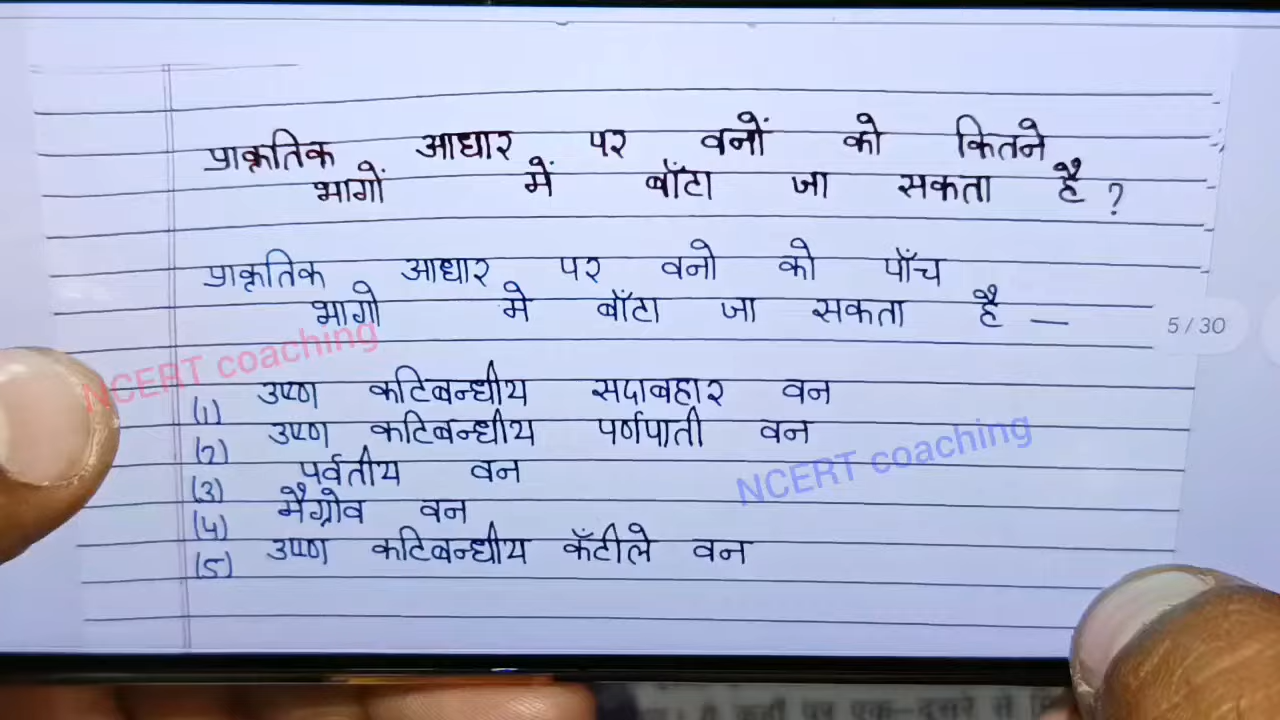 प्राकृतिक आधार पर वनों को कितने
भागों में बाँटा जा सकता है ?
प्राकृतिक आधार पर वनो को पाँच
भागो मे बाँटा जा सकता है —
5 / 30
NCERT coaching
(1) उष्ण कटिबन्धीय सदाबहार वन
(2) उष्ण कटिबन्धीय पर्णपाती वन
NCERT coaching
(3) पर्वतीय वन
(4) मैग्रोव वन
(5) उष्ण कटिबन्धीय कँटीले वन